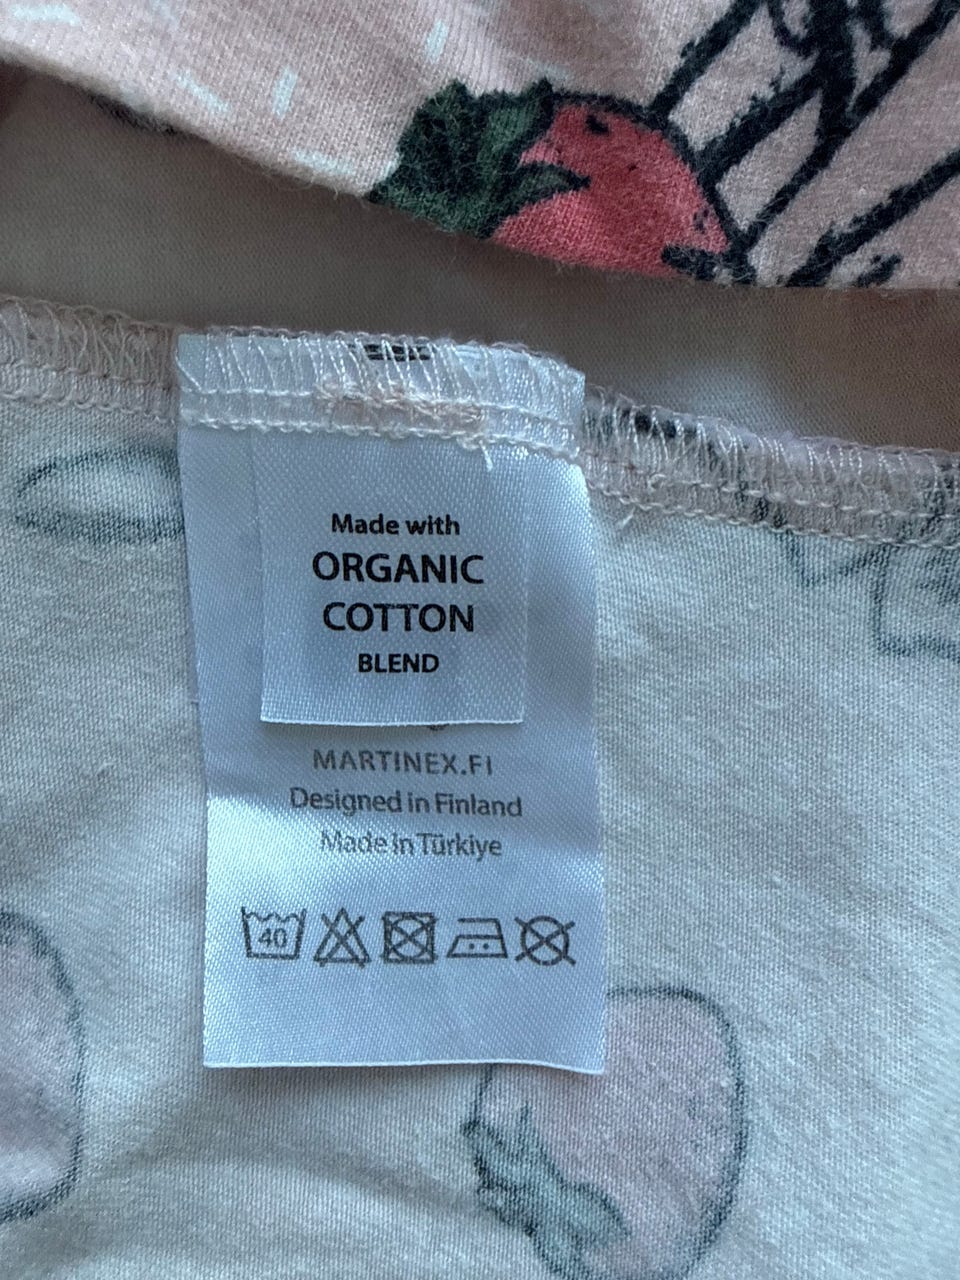 Made with
ORGANIC
COTTON
BLEND
MARTINEX.FI
Designed in Finland
Made in Türkiye
40